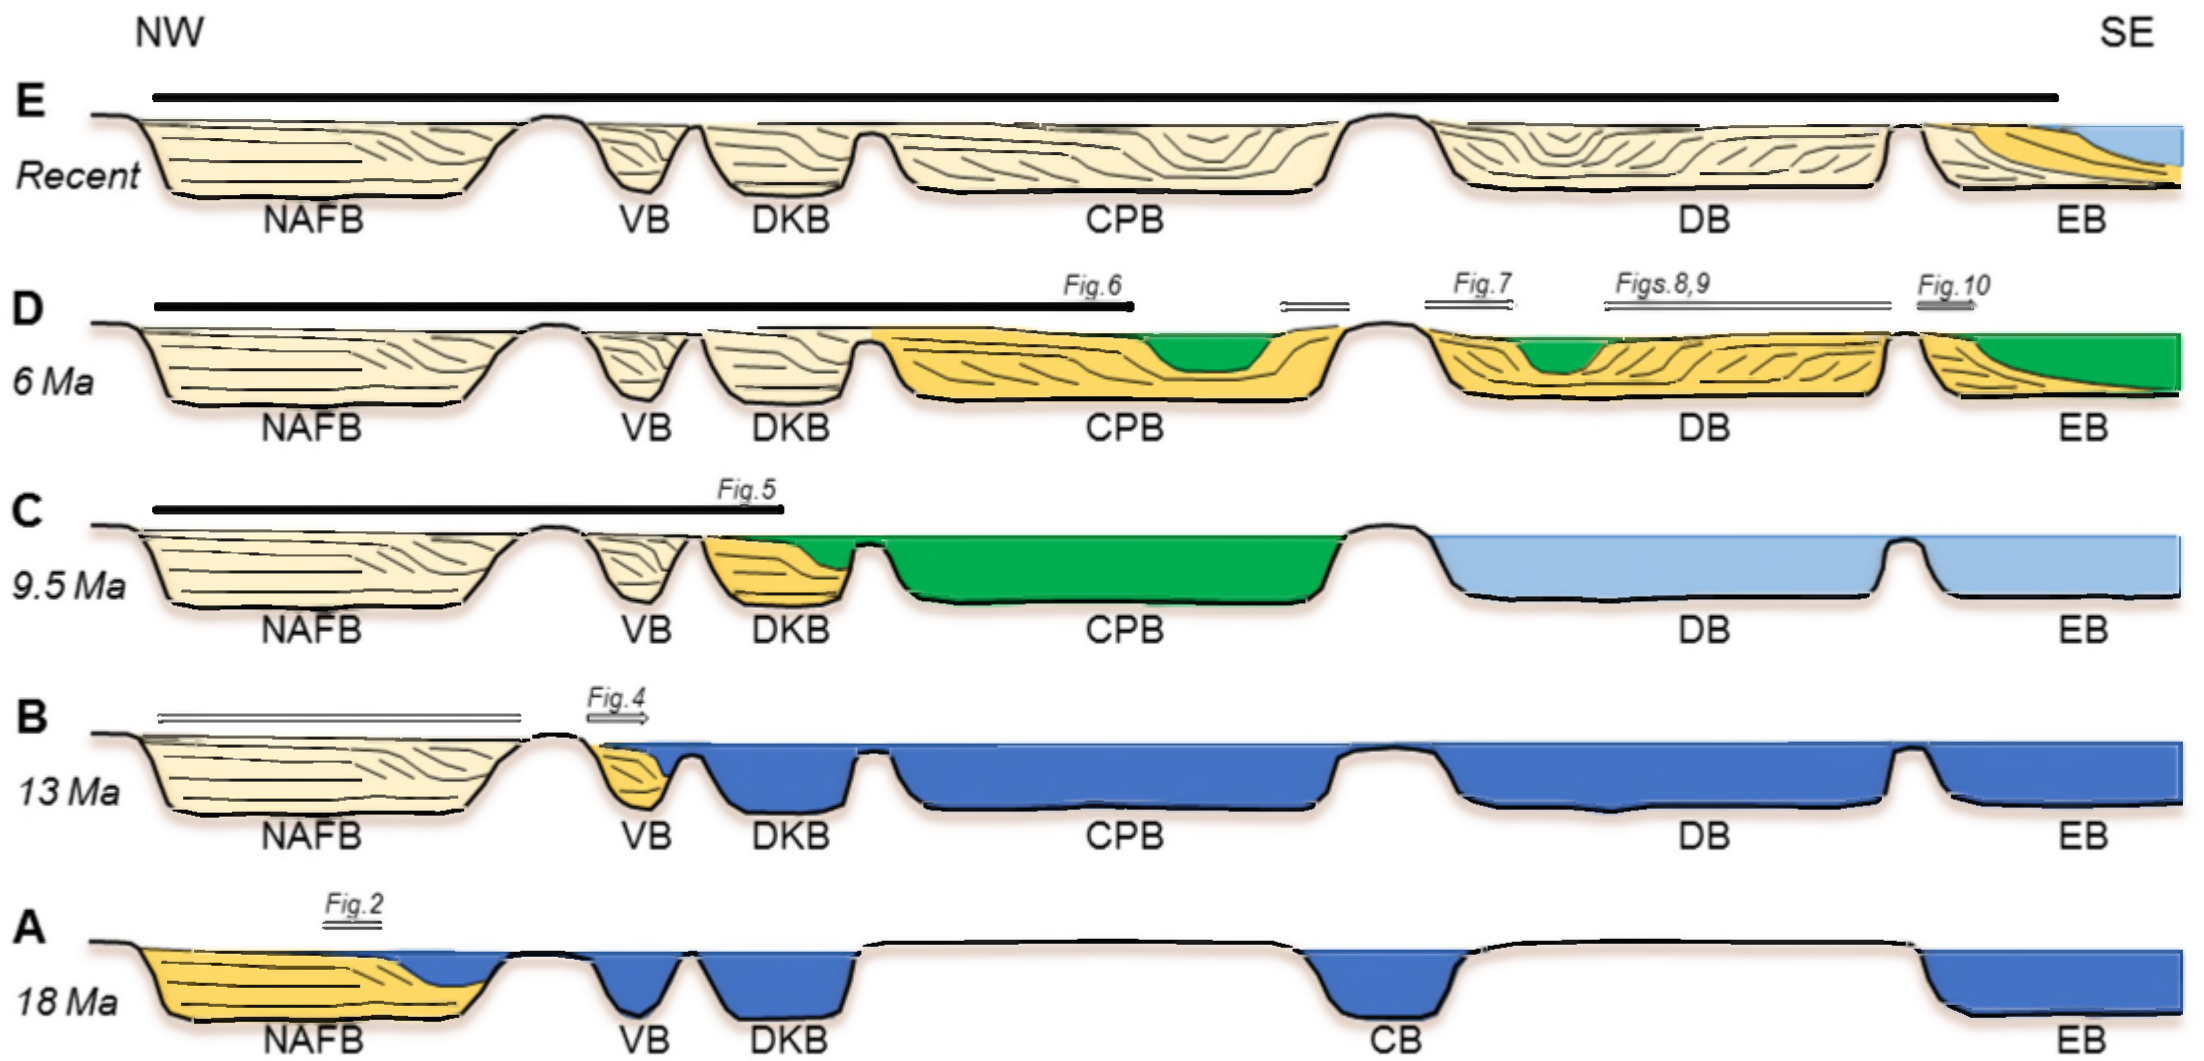 NW SE
E
Recent
NAFB VB DKB CPB DB EB
D Fig.6 Fig.7 Figs.8,9 Fig.10
6 Ma
NAFB VB DKB CPB DB EB
C Fig.5
9.5 Ma
NAFB VB DKB CPB DB EB
B Fig.4
13 Ma
NAFB VB DKB CPB DB EB
A Fig.2
18 Ma
NAFB VB DKB CB EB